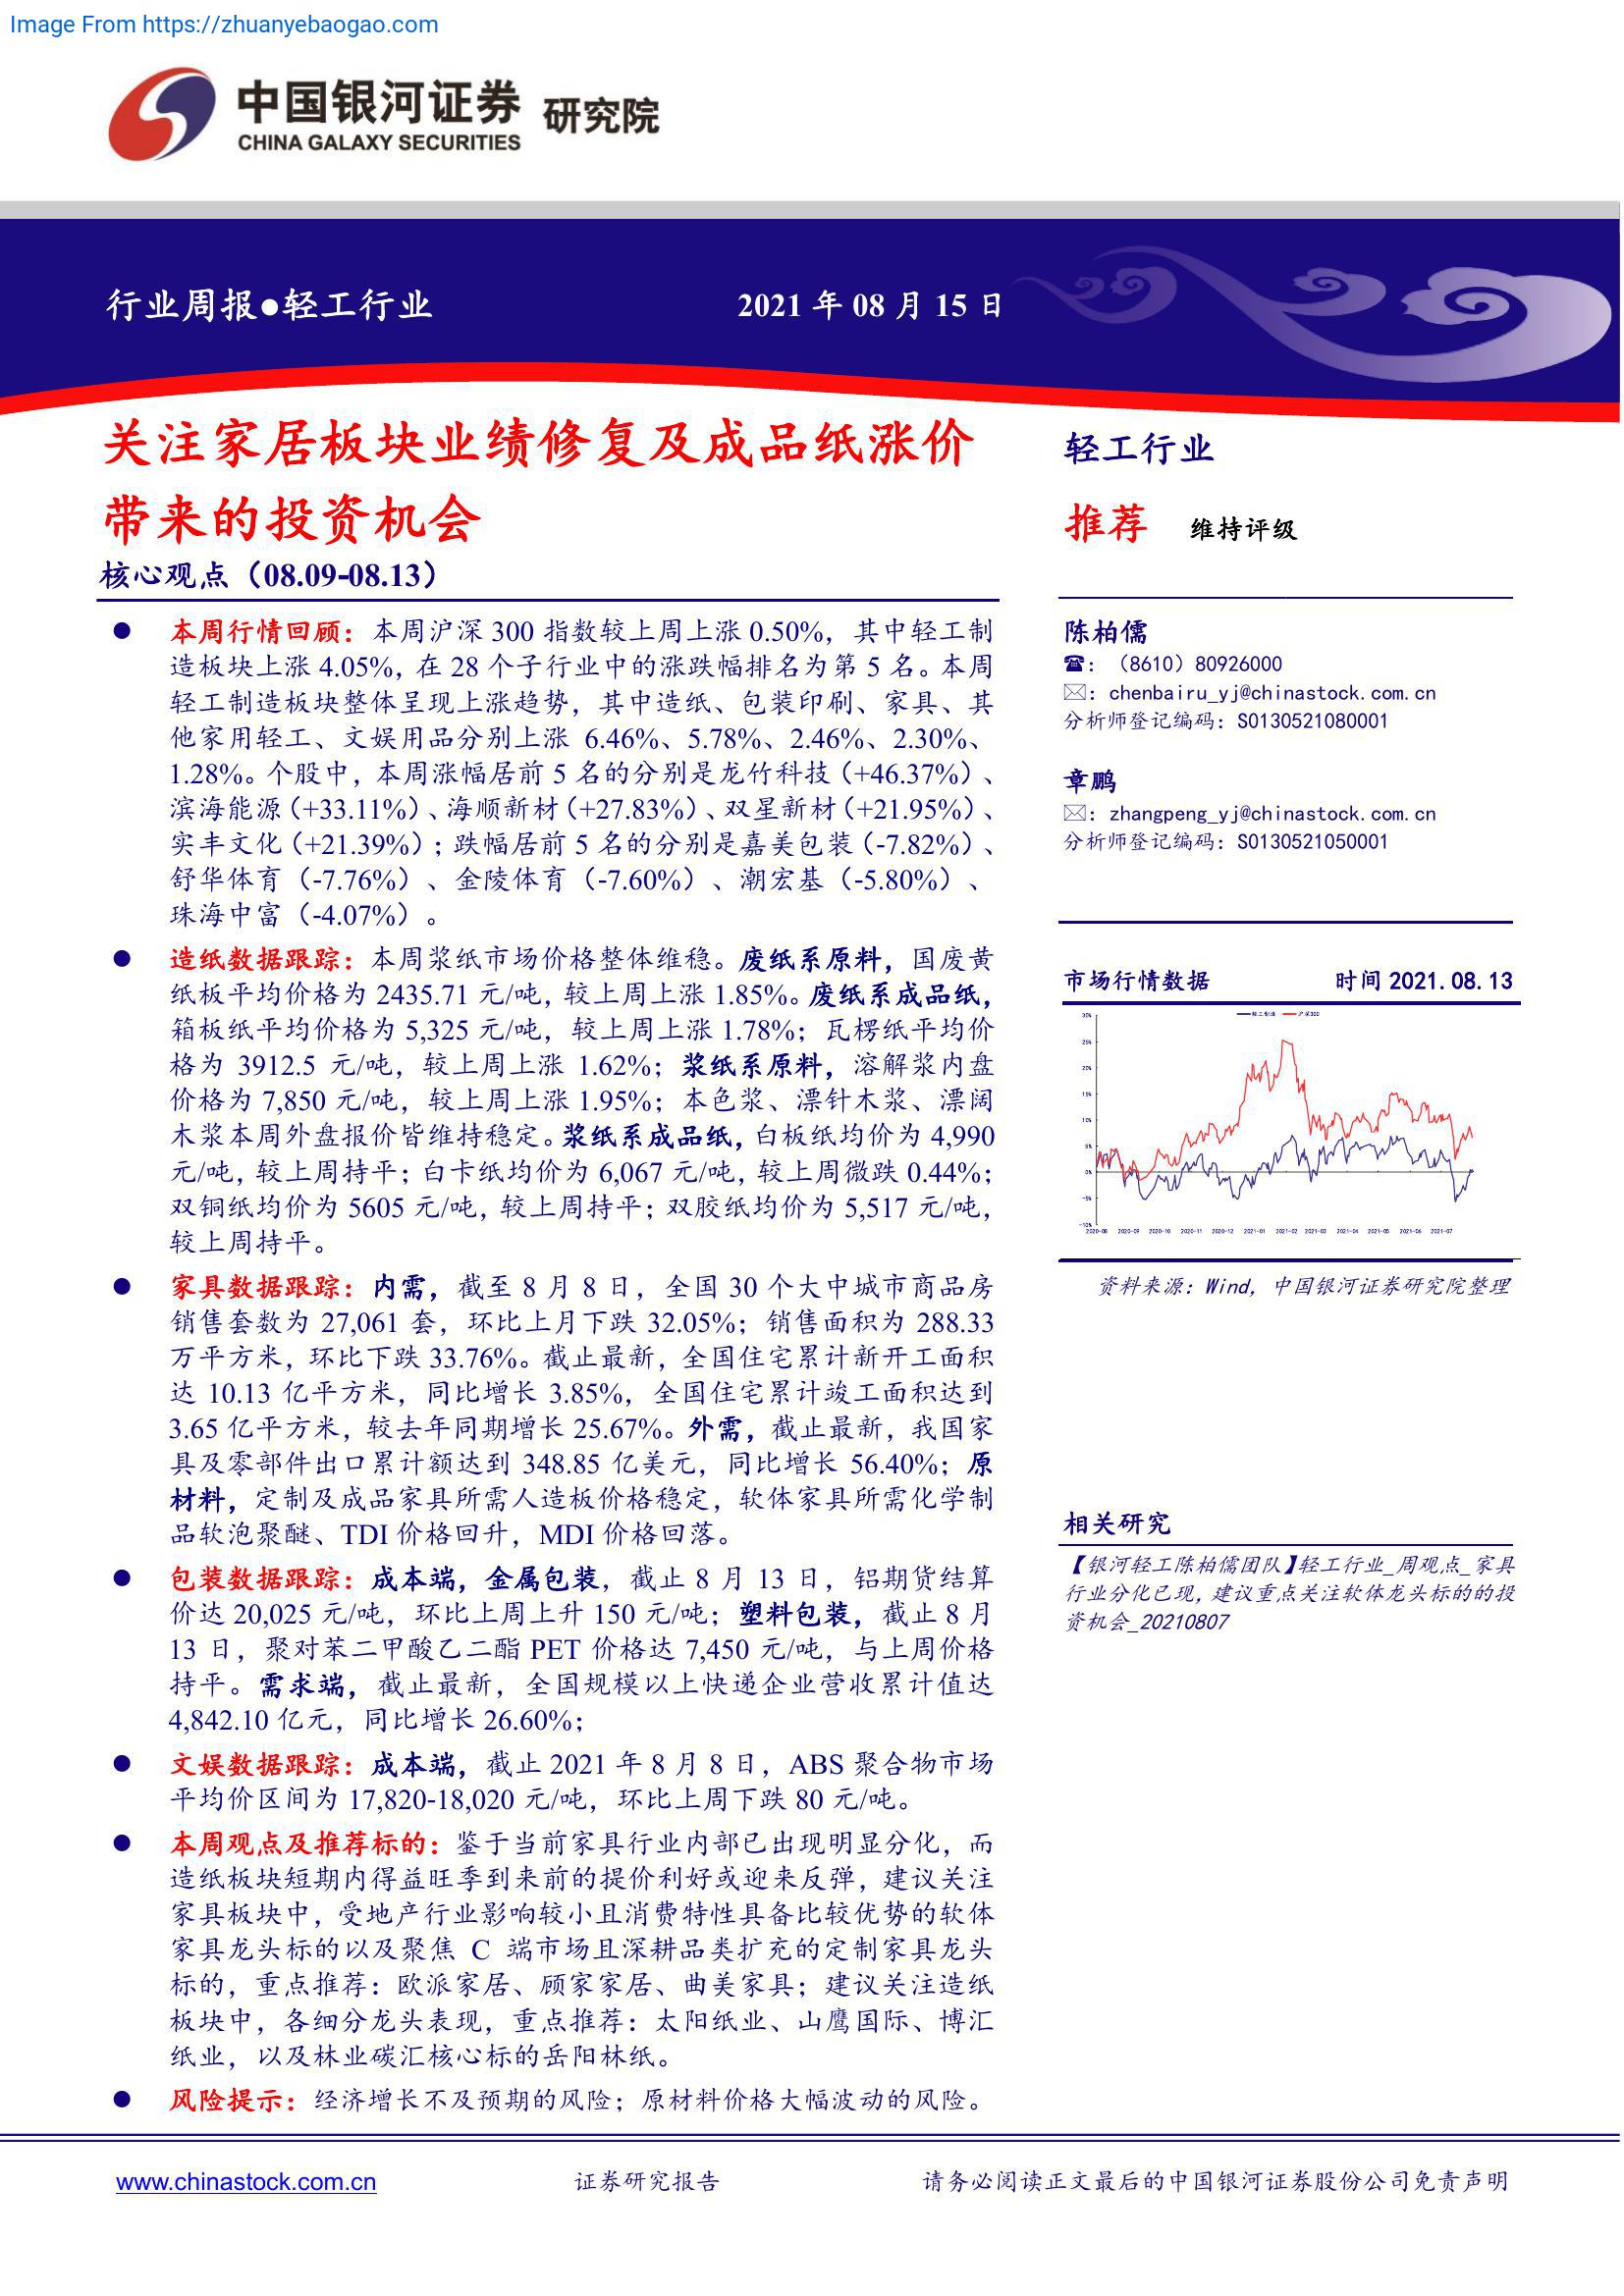 Image From https://zhuanyebaogao.com
中国银河证券 研究院
CHINA GALAXY SECURITIES
行业周报●轻工行业 2021 年 08 月 15 日
关注家居板块业绩修复及成品纸涨价
带来的投资机会
核心观点（08.09-08.13）
● 本周行情回顾：本周沪深 300 指数较上周上涨 0.50%，其中轻工制
造板块上涨 4.05%，在 28 个子行业中的涨跌幅排名为第 5 名。本周
轻工制造板块整体呈现上涨趋势，其中造纸、包装印刷、家具、其
他家用轻工、文娱用品分别上涨 6.46%、5.78%、2.46%、2.30%、
1.28%。个股中，本周涨幅居前 5 名的分别是龙竹科技（+46.37%）、
滨海能源（+33.11%）、海顺新材（+27.83%）、双星新材（+21.95%）、
实丰文化（+21.39%）；跌幅居前 5 名的分别是嘉美包装（-7.82%）、
舒华体育（-7.76%）、金陵体育（-7.60%）、潮宏基（-5.80%）、
珠海中富（-4.07%）。
● 造纸数据跟踪：本周浆纸市场价格整体维稳。废纸系原料，国废黄
纸板平均价格为 2435.71 元/吨，较上周上涨 1.85%。废纸系成品纸，
箱板纸平均价格为 5,325 元/吨，较上周上涨 1.78%；瓦楞纸平均价
格为 3912.5 元/吨，较上周上涨 1.62%；浆纸系原料，溶解浆内盘
价格为 7,850 元/吨，较上周上涨 1.95%；本色浆、漂针木浆、漂阔
木浆本周外盘报价皆维持稳定。浆纸系成品纸，白板纸均价为 4,990
元/吨，较上周持平；白卡纸均价为 6,067 元/吨，较上周微跌 0.44%；
双铜纸均价为 5605 元/吨，较上周持平；双胶纸均价为 5,517 元/吨，
较上周持平。
● 家具数据跟踪：内需，截至 8 月 8 日，全国 30 个大中城市商品房
销售套数为 27,061 套，环比上月下跌 32.05%；销售面积为 288.33
万平方米，环比下跌 33.76%。截止最新，全国住宅累计新开工面积
达 10.13 亿平方米，同比增长 3.85%，全国住宅累计竣工面积达到
3.65 亿平方米，较去年同期增长 25.67%。外需，截止最新，我国家
具及零部件出口累计额达到 348.85 亿美元，同比增长 56.40%；原
材料，定制及成品家具所需人造板价格稳定，软体家具所需化学制
品软泡聚醚、TDI 价格回升，MDI 价格回落。
● 包装数据跟踪：成本端，金属包装，截止 8 月 13 日，铝期货结算
价达 20,025 元/吨，环比上周上升 150 元/吨；塑料包装，截止 8 月
13 日，聚对苯二甲酸乙二酯 PET 价格达 7,450 元/吨，与上周价格
持平。需求端，截止最新，全国规模以上快递企业营收累计值达
4,842.10 亿元，同比增长 26.60%；
● 文娱数据跟踪：成本端，截止 2021 年 8 月 8 日，ABS 聚合物市场
平均价区间为 17,820-18,020 元/吨，环比上周下跌 80 元/吨。
● 本周观点及推荐标的：鉴于当前家具行业内部已出现明显分化，而
造纸板块短期内得益旺季到来前的提价利好或迎来反弹，建议关注
家具板块中，受地产行业影响较小且消费特性具备比较优势的软体
家具龙头标的以及聚焦 C 端市场且深耕品类扩充的定制家具龙头
标的，重点推荐：欧派家居、顾家家居、曲美家具；建议关注造纸
板块中，各细分龙头表现，重点推荐：太阳纸业、山鹰国际、博汇
纸业，以及林业碳汇核心标的岳阳林纸。
● 风险提示：经济增长不及预期的风险；原材料价格大幅波动的风险。
轻工行业
推荐 维持评级
陈柏儒
☎：（8610）80926000
✉：chenbairu_yj@chinastock.com.cn
分析师登记编码：S0130521080001
章鹏
✉：zhangpeng_yj@chinastock.com.cn
分析师登记编码：S0130521050001
市场行情数据 时间 2021.08.13
轻工制造 沪深300
30%
25%
20%
15%
10%
5%
0%
-5%
-10%
2020-08 2020-09 2020-10 2020-11 2020-12 2021-01 2021-02 2021-03 2021-04 2021-05 2021-06 2021-07
资料来源：Wind，中国银河证券研究院整理
相关研究
【银河轻工陈柏儒团队】轻工行业_周观点_家具
行业分化已现，建议重点关注软体龙头标的的投
资机会_20210807
www.chinastock.com.cn 证券研究报告 请务必阅读正文最后的中国银河证券股份公司免责声明